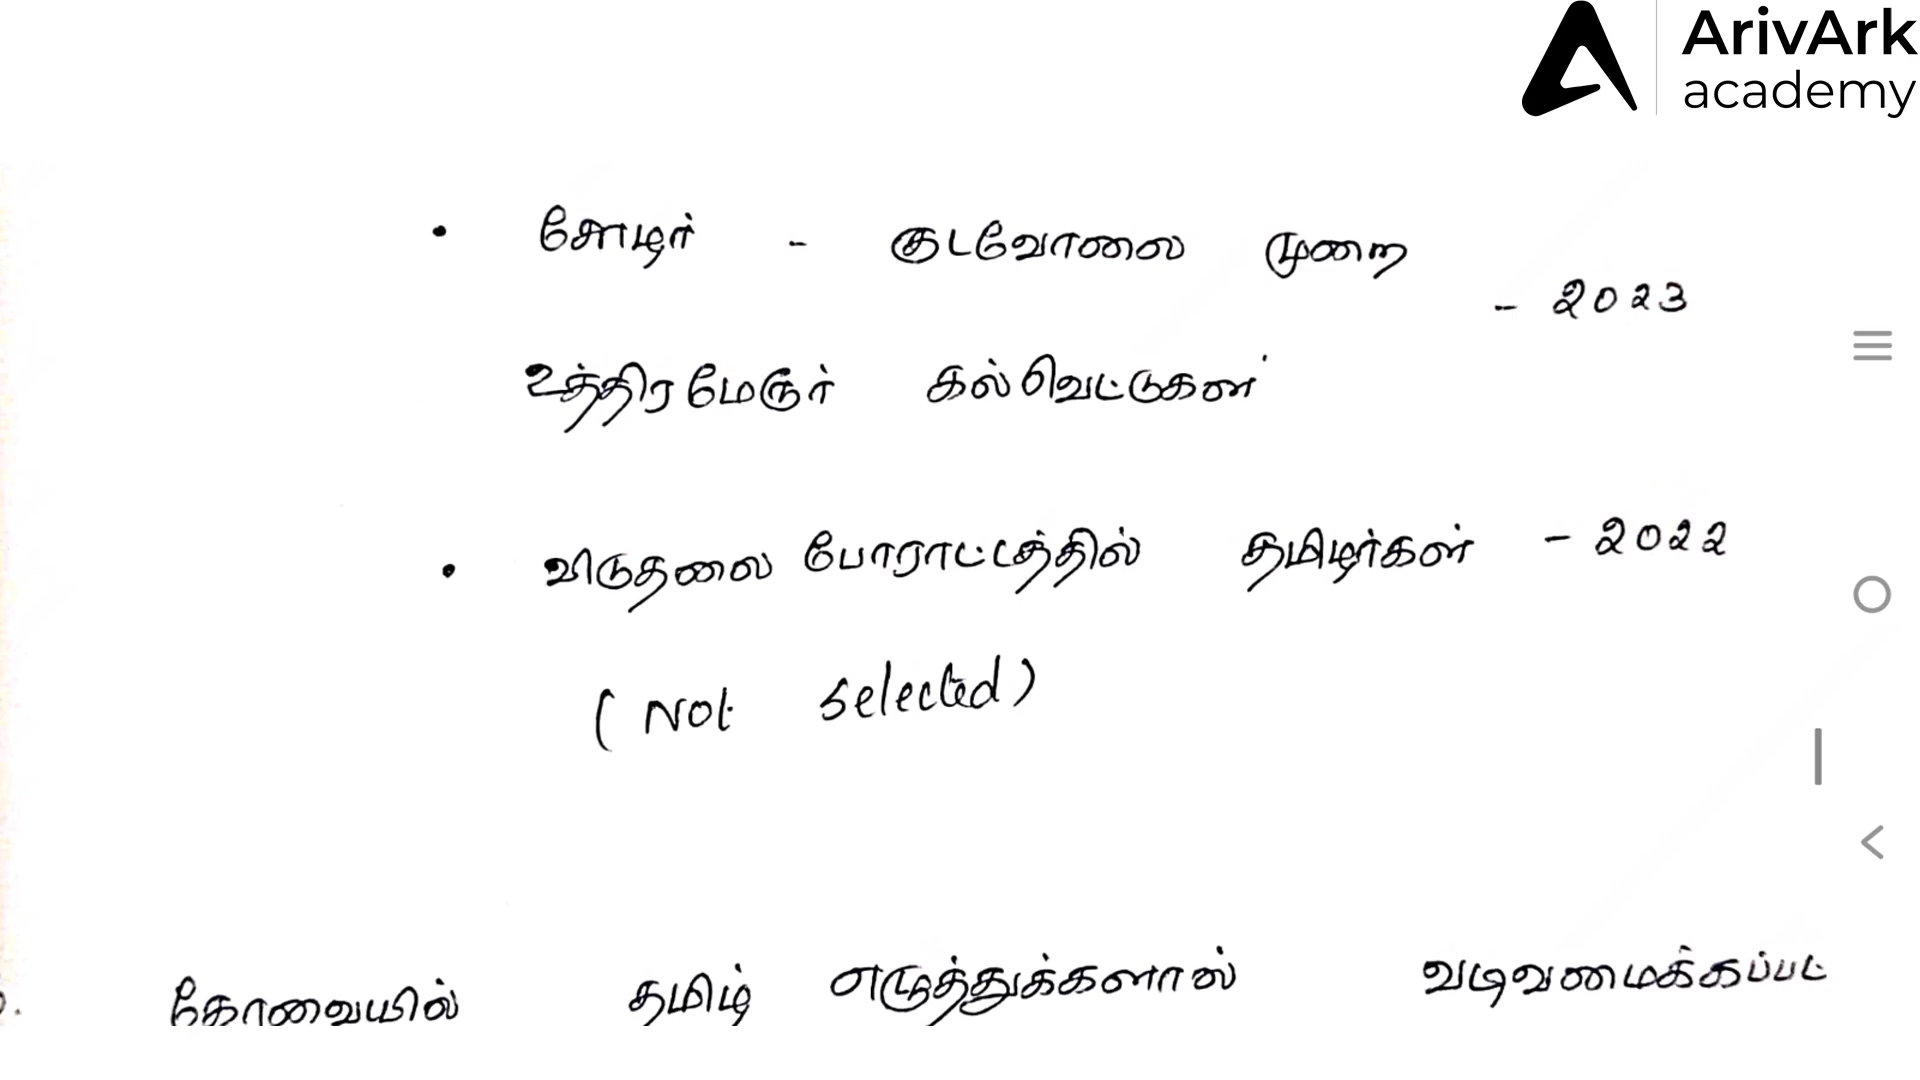 ArivArk
academy
• சோழர் - குடவோலை முறை
- 2023
உத்திரமேரூர் கல்வெட்டுகள்
• விடுதலை போராட்டத்தில் தமிழர்கள் - 2022
(Not selected)
கோவையில் தமிழ் எழுத்துக்களால் வடிவமைக்கப்பட்